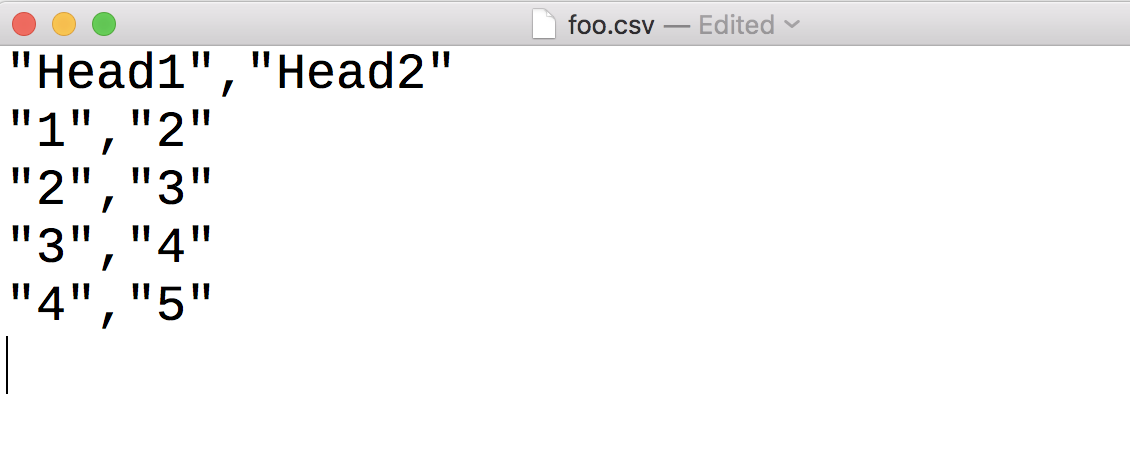 foo.csv — Edited
"Head1","Head2"
"1","2"
"2","3"
"3","4"
"4","5"